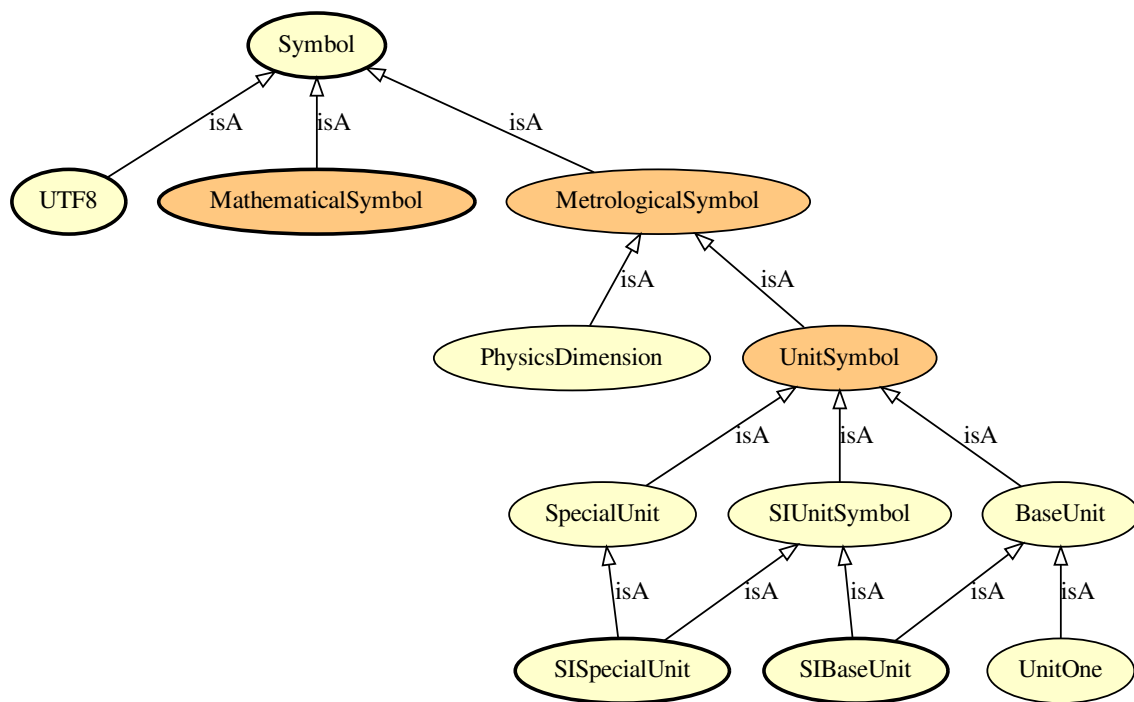 Symbol
isA
isA
isA
UTF8
MathematicalSymbol
MetrologicalSymbol
isA
isA
PhysicsDimension
UnitSymbol
isA
isA
isA
SpecialUnit
SIUnitSymbol
BaseUnit
isA
isA
isA
isA
isA
SISpecialUnit
SIBaseUnit
UnitOne